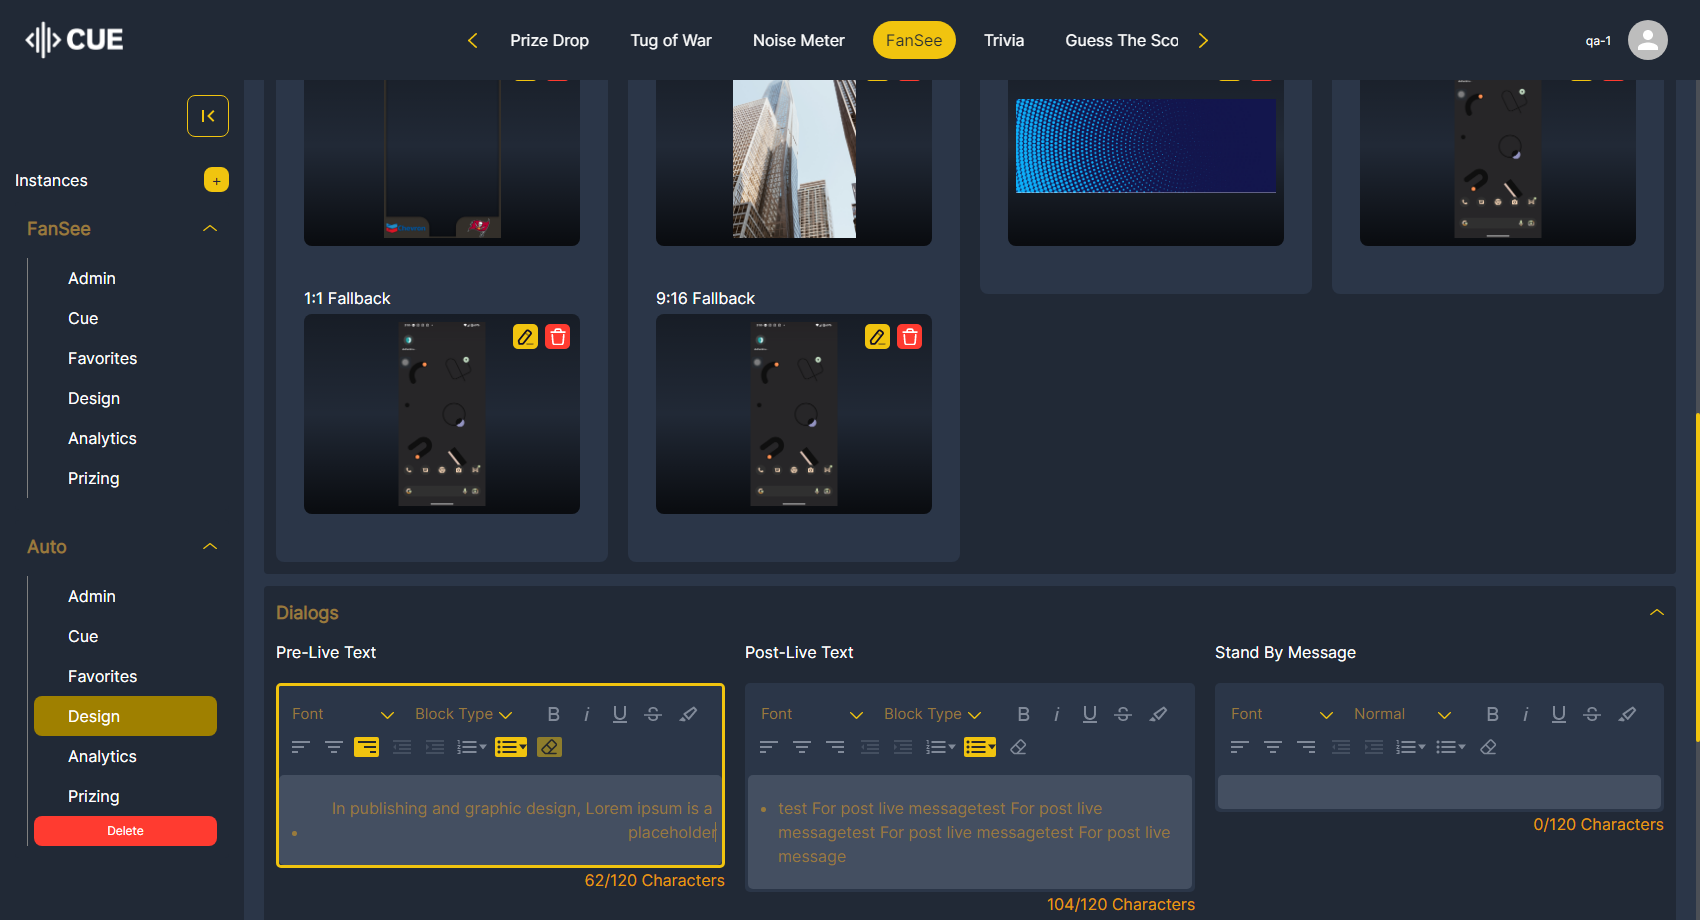 CUE
Prize Drop
Tug of War
Noise Meter
FanSee
Trivia
Guess The Sco
qa-1
Instances
+
FanSee
Admin
Cue
Favorites
Design
Analytics
Prizing
Auto
Admin
Cue
Favorites
Design
Analytics
Prizing
Delete
1:1 Fallback
9:16 Fallback
Dialogs
Pre-Live Text
Font
Block Type
B
i
U
S
In publishing and graphic design, Lorem ipsum is a
placeholder
62/120 Characters
Post-Live Text
Font
Block Type
B
i
U
S
test For post live messagetest For post live
messagetest For post live messagetest For post live
message
104/120 Characters
Stand By Message
Font
Normal
B
i
U
S
0/120 Characters